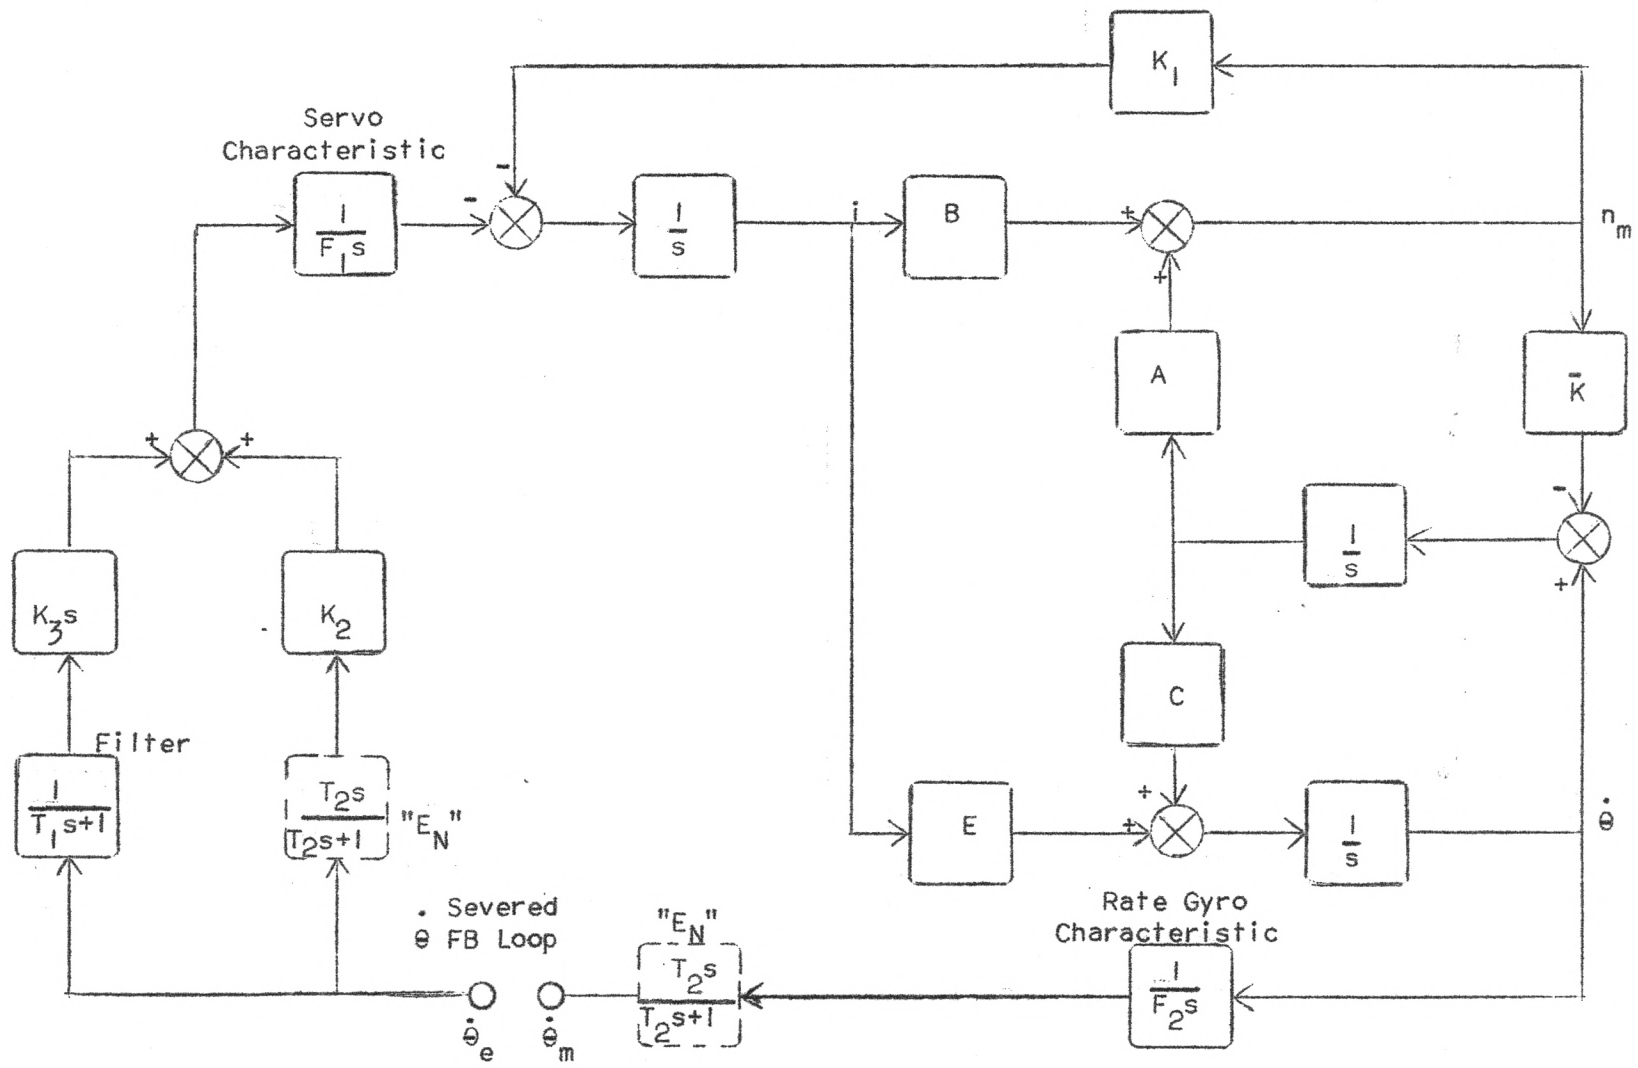 K1
Servo
Characteristic
-
-
1
F1s
1
s
i
B
+
+
nm
A
K̄
+
+
-
1
s
+
K3s
K2
C
Filter
1
T1s+1
T2s
T2s+1
"EN"
E
+
+
1
s
θ̇
Severed
θ̇ FB Loop
"EN"
T2s
T2s+1
Rate Gyro
Characteristic
1
F2s
θ̇e
θ̇m